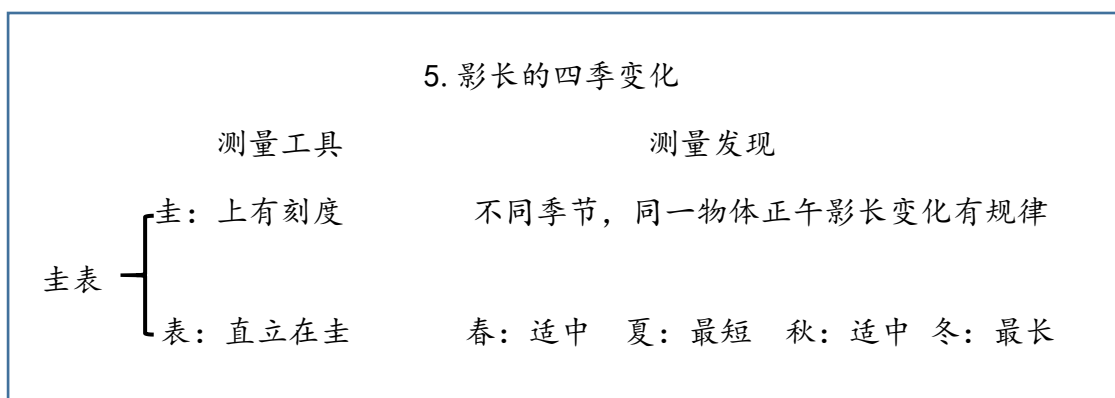 5.影长的四季变化
测量工具 测量发现
圭：上有刻度 不同季节，同一物体正午影长变化有规律
圭表
表：直立在圭 春：适中 夏：最短 秋：适中 冬：最长